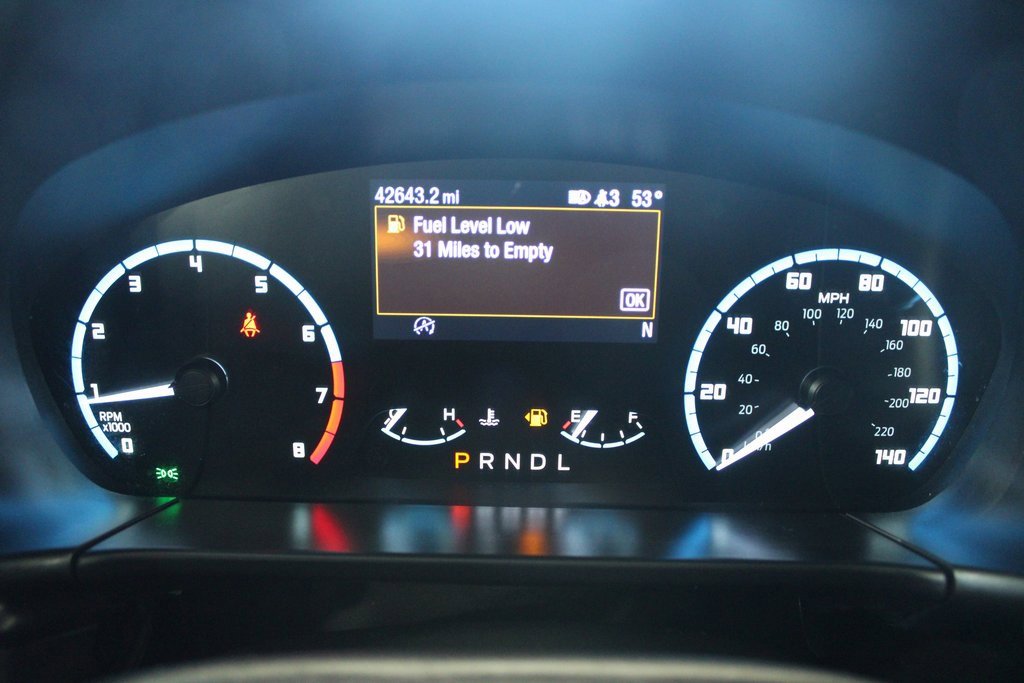 42643.2 mi 3 53°
Fuel Level Low
31 Miles to Empty
OK
N
0 1 2 3 4 5 6 7 8
RPM
x1000
H
E F
P R N D L
0 20 40 60 80 100 120 140
MPH
20 40 60 80 100 120 140 160 180 200 220